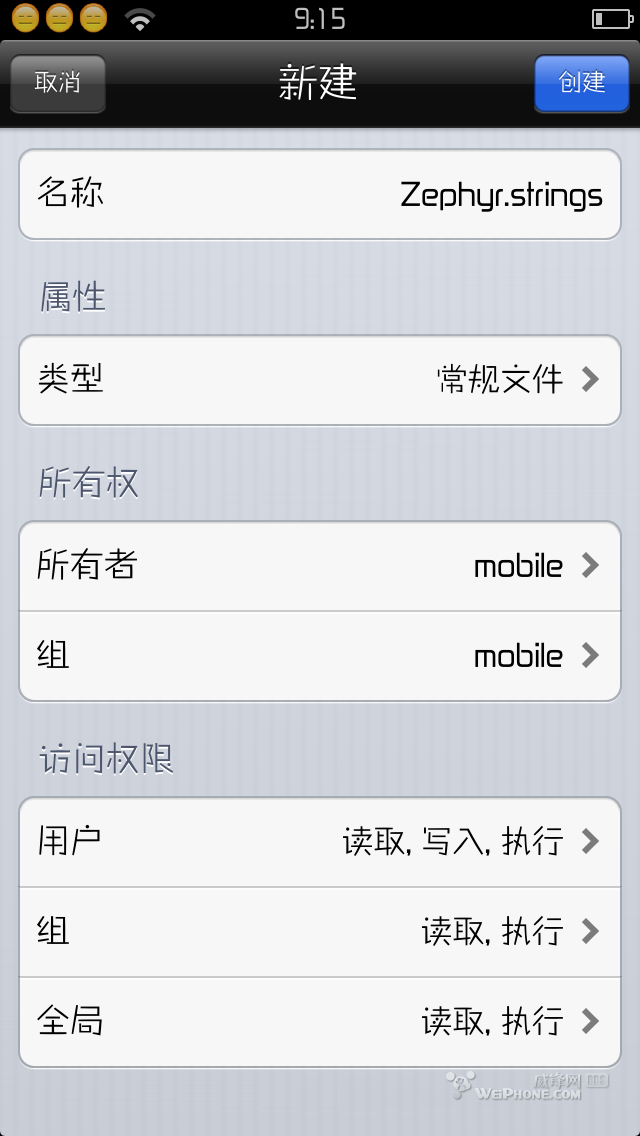 9:15
取消 新建 创建
名称 Zephyr.strings
属性
类型 常规文件
所有权
所有者 mobile
组 mobile
访问权限
用户 读取, 写入, 执行
组 读取, 执行
全局 读取, 执行
威锋网
WEIPHONE.COM